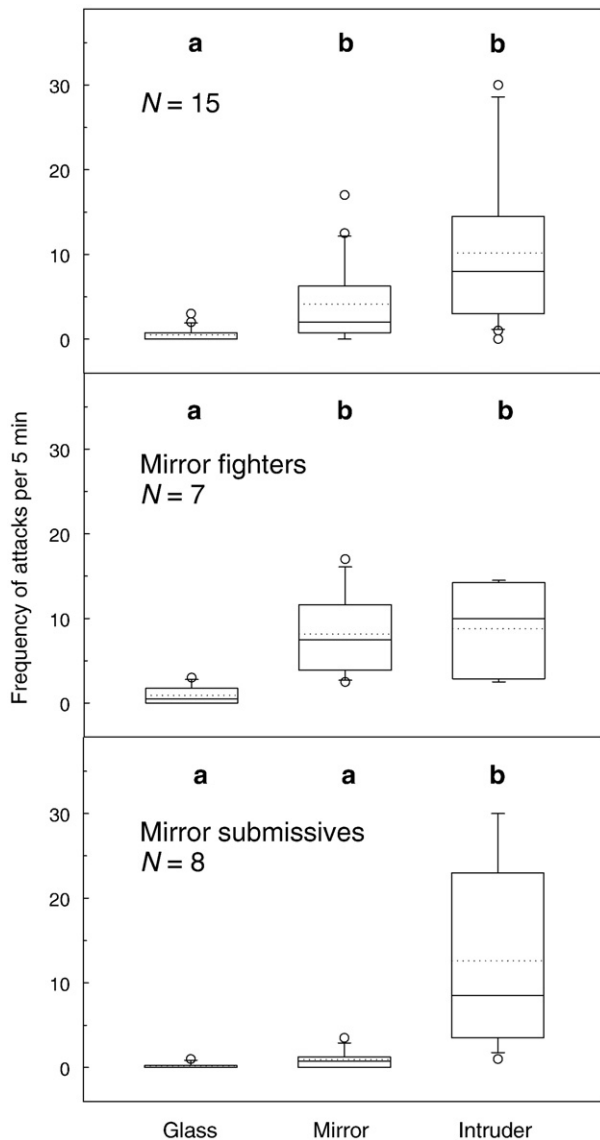 a b b
30
N = 15
20
10
0
Frequency of attacks per 5 min
a b b
30
Mirror fighters
N = 7
20
10
0
a a b
30
Mirror submissives
N = 8
20
10
0
Glass Mirror Intruder